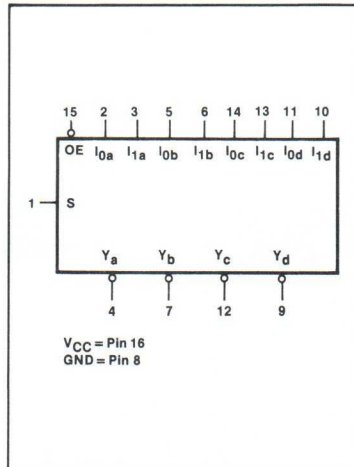 15 2 3 5 6 14 13 11 10
OE I0a I1a I0b I1b I0c I1c I0d I1d
1 S
Ya Yb Yc Yd
4 7 12 9
VCC = Pin 16
GND = Pin 8